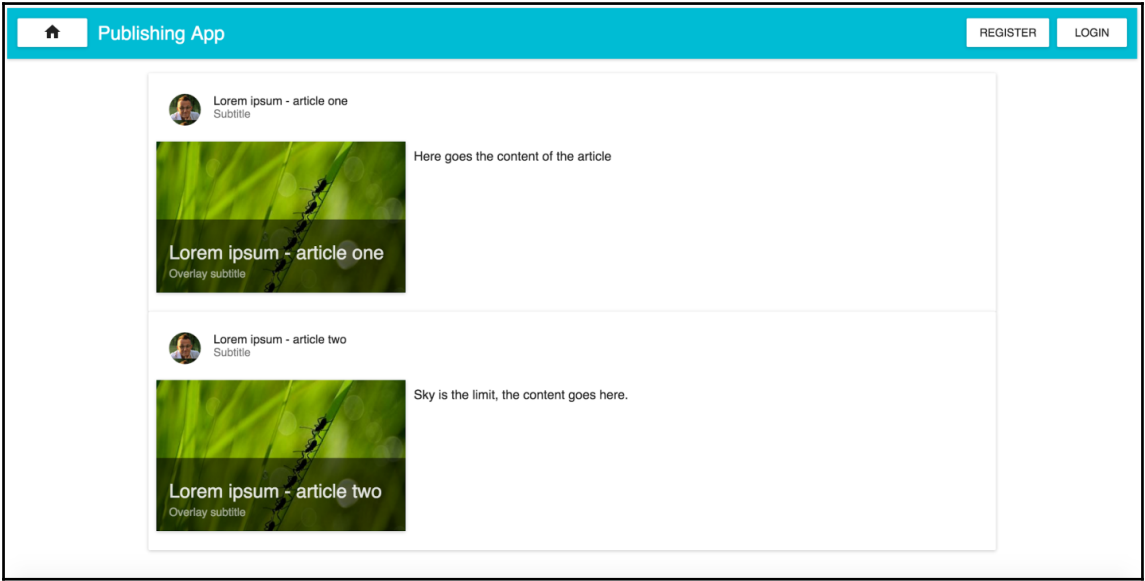 Publishing App
REGISTER
LOGIN
Lorem ipsum - article one
Subtitle
Here goes the content of the article
Lorem ipsum - article one
Overlay subtitle
Lorem ipsum - article two
Subtitle
Sky is the limit, the content goes here.
Lorem ipsum - article two
Overlay subtitle